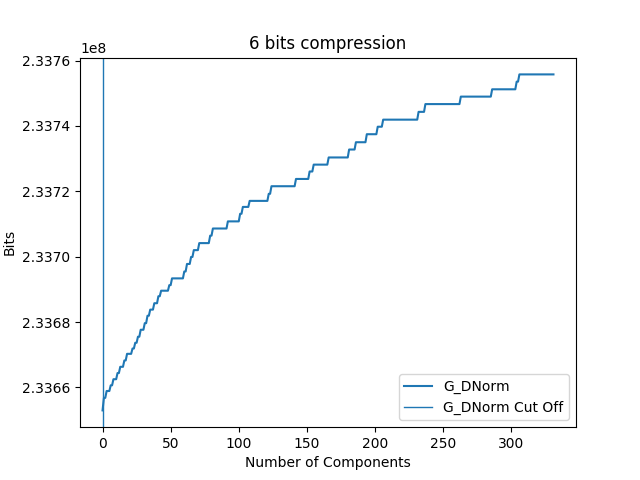 6 bits compression
1e8
2.3376
2.3374
2.3372
2.3370
2.3368
2.3366
Bits
0 50 100 150 200 250 300
Number of Components
G_DNorm
G_DNorm Cut Off